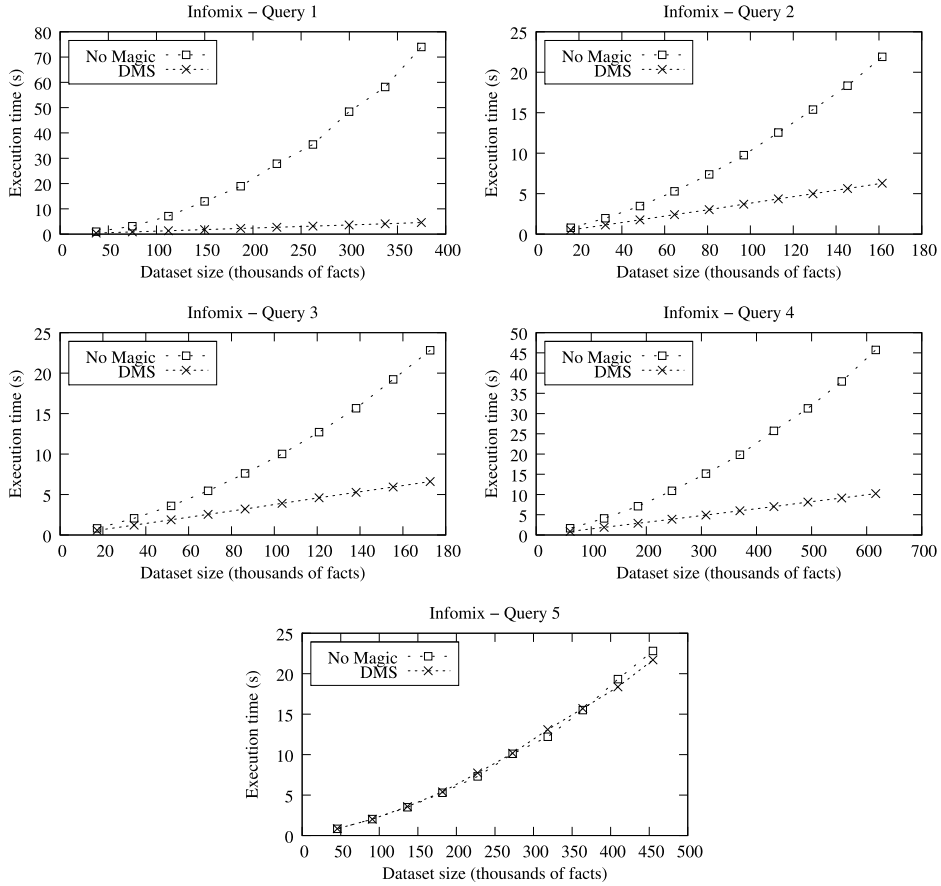 Infomix − Query 1
Execution time (s)
80
70
60
50
40
30
20
10
0
No Magic
DMS
0 50 100 150 200 250 300 350 400
Dataset size (thousands of facts)
Infomix − Query 2
Execution time (s)
25
20
15
10
5
0
No Magic
DMS
0 20 40 60 80 100 120 140 160 180
Dataset size (thousands of facts)
Infomix − Query 3
Execution time (s)
25
20
15
10
5
0
No Magic
DMS
0 20 40 60 80 100 120 140 160 180
Dataset size (thousands of facts)
Infomix − Query 4
Execution time (s)
50
45
40
35
30
25
20
15
10
5
0
No Magic
DMS
0 100 200 300 400 500 600 700
Dataset size (thousands of facts)
Infomix − Query 5
Execution time (s)
25
20
15
10
5
0
No Magic
DMS
0 50 100 150 200 250 300 350 400 450 500
Dataset size (thousands of facts)